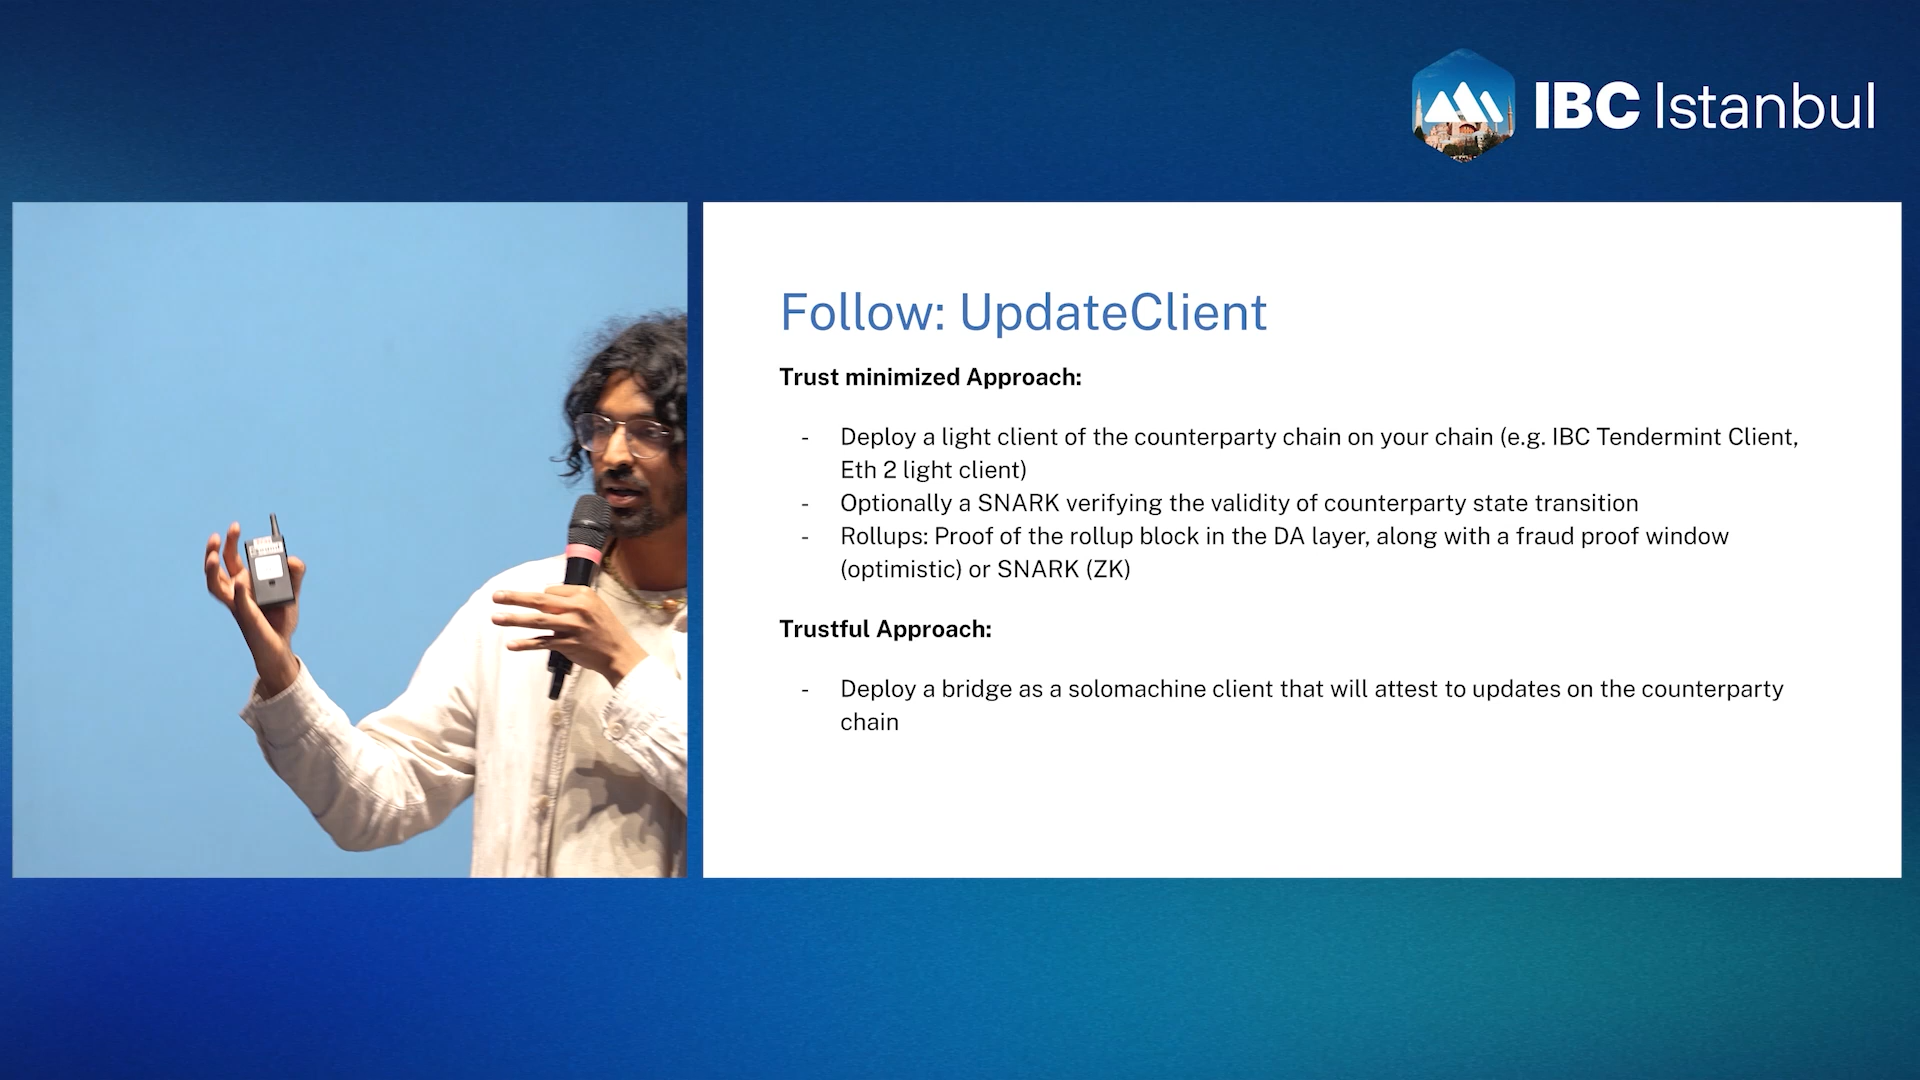 IBC Istanbul
Follow: UpdateClient
Trust minimized Approach:
- Deploy a light client of the counterparty chain on your chain (e.g. IBC Tendermint Client,
Eth 2 light client)
- Optionally a SNARK verifying the validity of counterparty state transition
- Rollups: Proof of the rollup block in the DA layer, along with a fraud proof window
(optimistic) or SNARK (ZK)
Trustful Approach:
- Deploy a bridge as a solomachine client that will attest to updates on the counterparty
chain